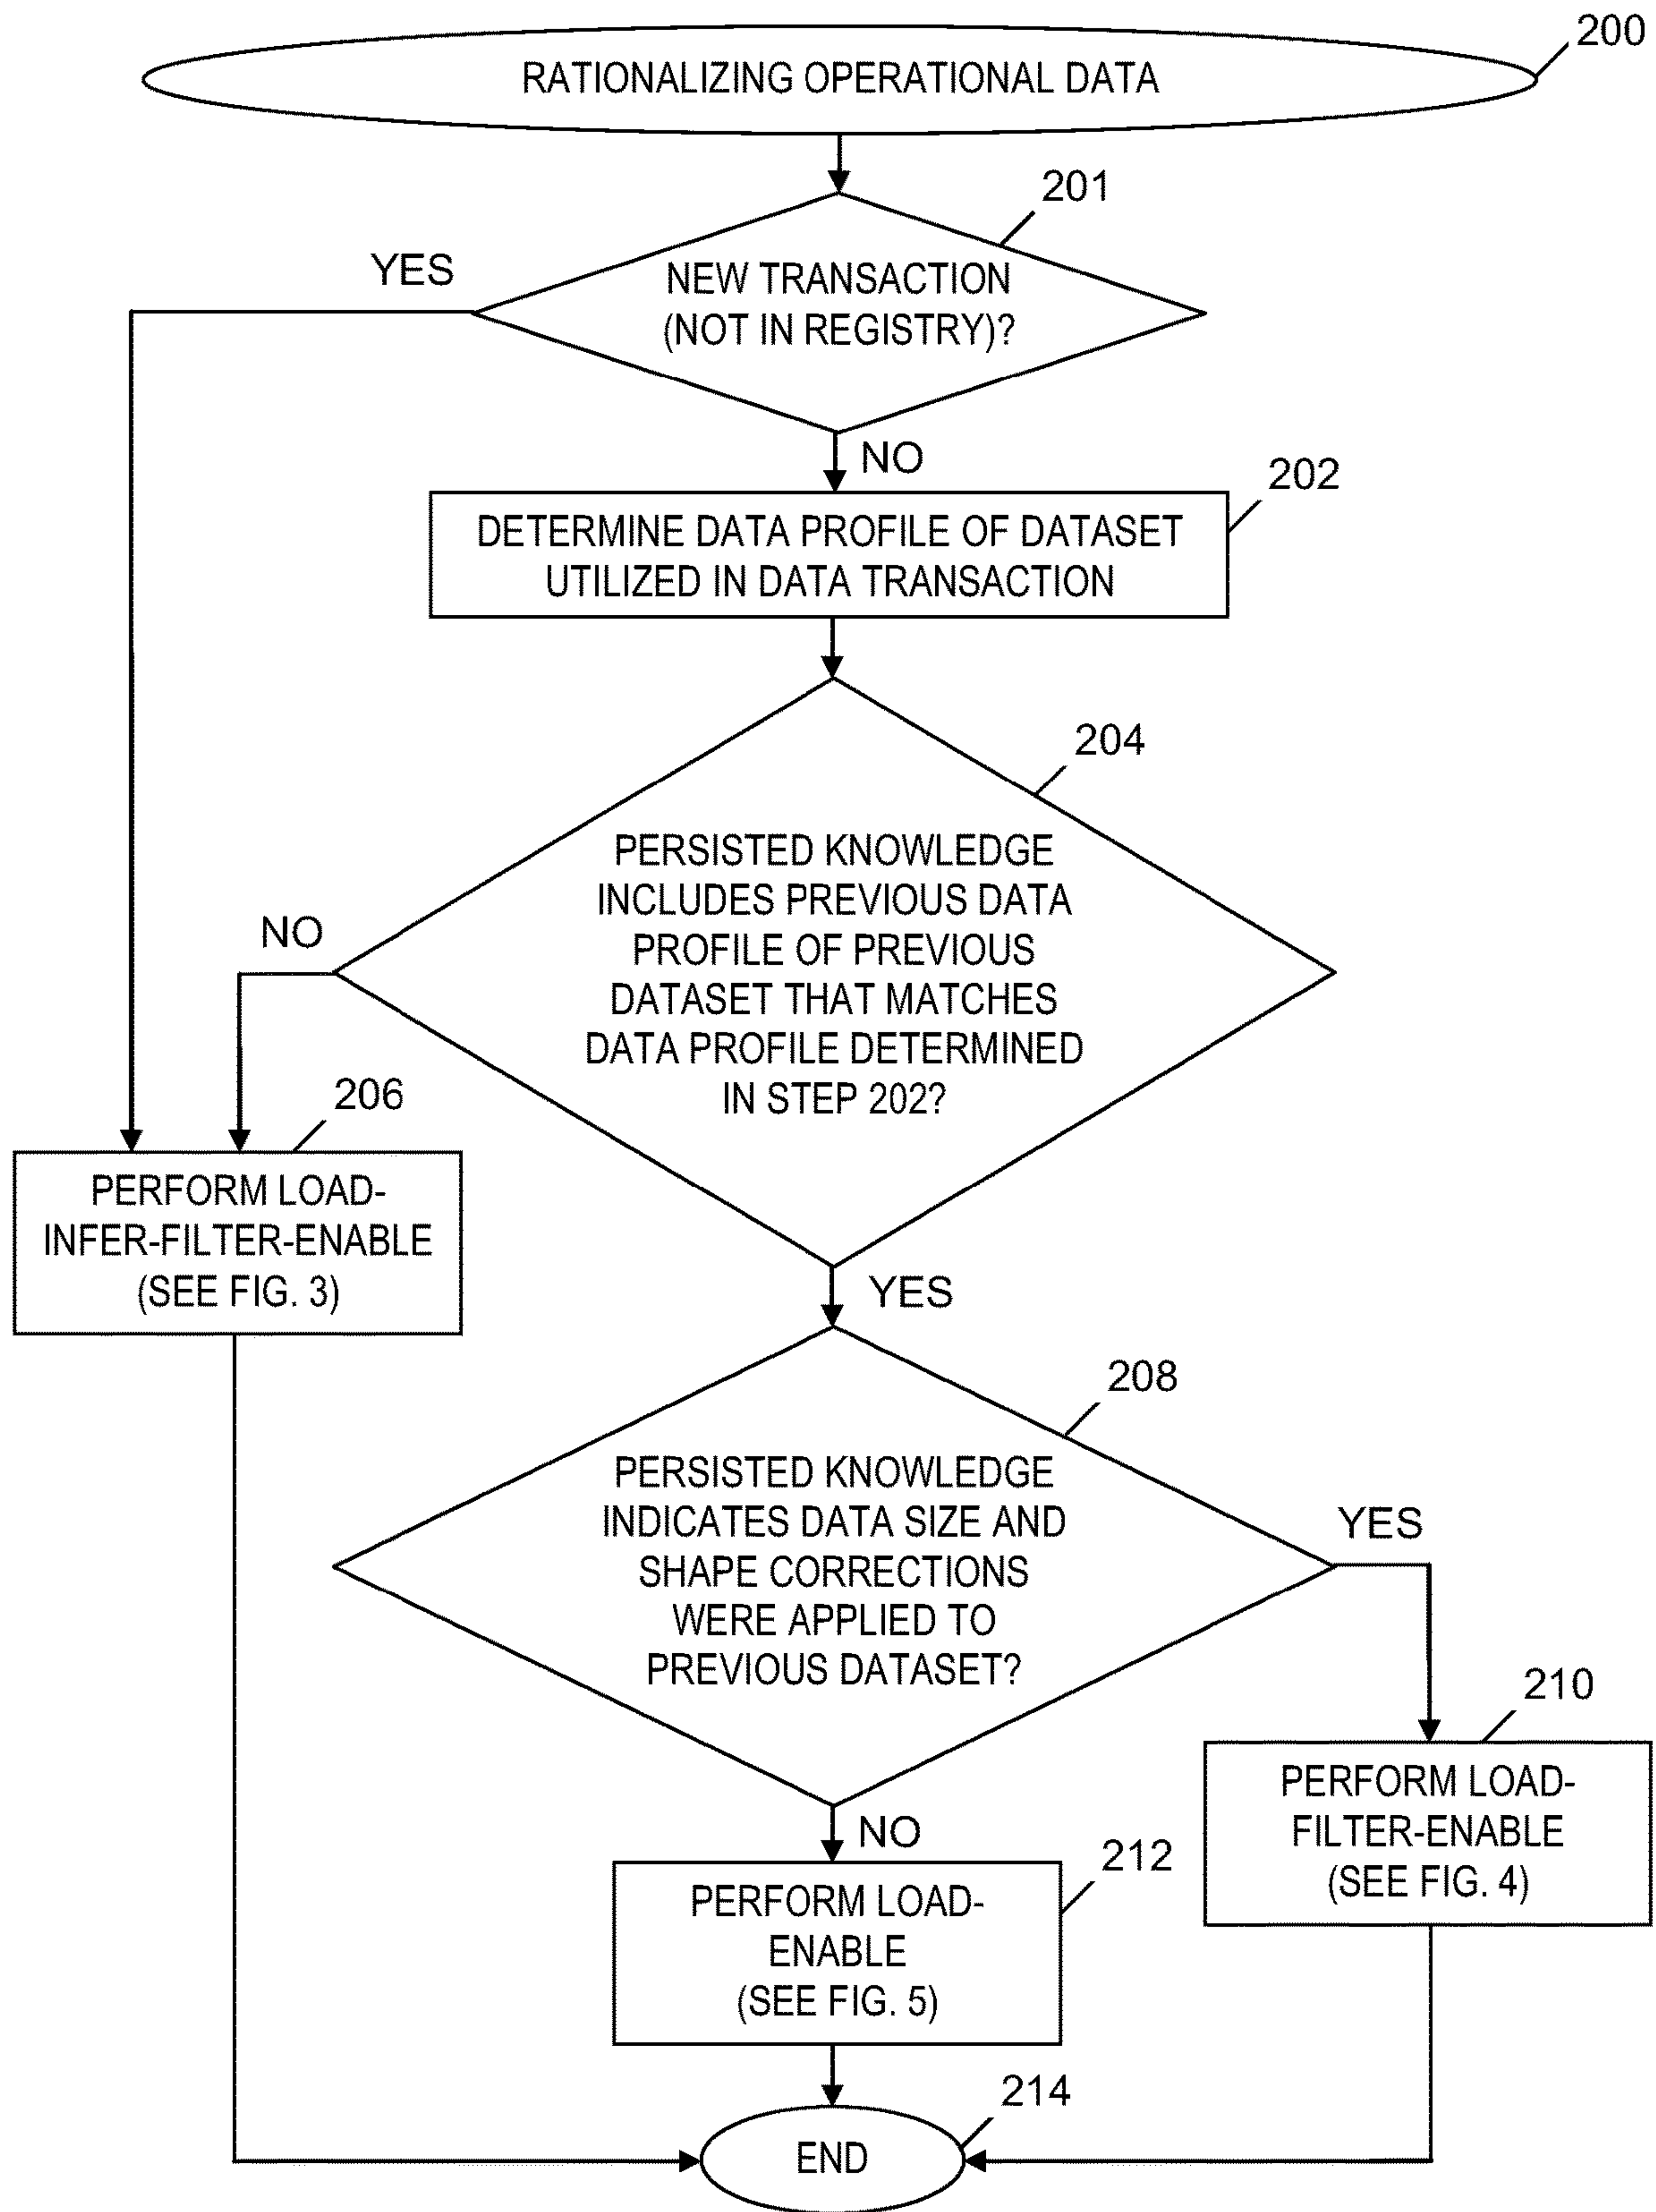 200
RATIONALIZING OPERATIONAL DATA
201
YES
NEW TRANSACTION
(NOT IN REGISTRY)?
NO
202
DETERMINE DATA PROFILE OF DATASET
UTILIZED IN DATA TRANSACTION
204
PERSISTED KNOWLEDGE
INCLUDES PREVIOUS DATA
PROFILE OF PREVIOUS
DATASET THAT MATCHES
DATA PROFILE DETERMINED
IN STEP 202?
NO
206
PERFORM LOAD-
INFER-FILTER-ENABLE
(SEE FIG. 3)
YES
208
PERSISTED KNOWLEDGE
INDICATES DATA SIZE AND
SHAPE CORRECTIONS
WERE APPLIED TO
PREVIOUS DATASET?
YES
210
PERFORM LOAD-
FILTER-ENABLE
(SEE FIG. 4)
NO
212
PERFORM LOAD-
ENABLE
(SEE FIG. 5)
214
END